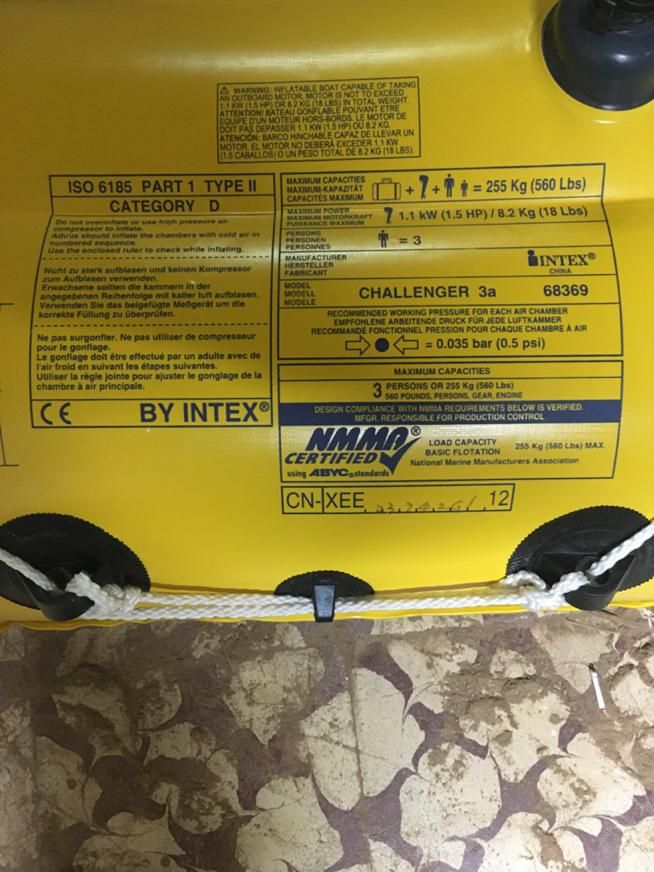 ⚠ WARNING: INFLATABLE BOAT CAPABLE OF TAKING
AN OUTBOARD MOTOR. MOTOR IS NOT TO EXCEED
1.1 KW (1.5 HP) OR 8.2 KG (18 LBS) IN TOTAL WEIGHT.
ATTENTION! BATEAU GONFLABLE POUVANT ETRE
EQUIPE D'UN MOTEUR HORS-BORDS. LE MOTEUR DE
DOIT PAS DEPASSER 1.1 KW (1.5 HP) OU 8.2 KG.
ATENCIÓN: BARCO HINCHABLE CAPAZ DE LLEVAR UN
MOTOR. EL MOTOR NO DEBERÁ EXCEDER 1.1 KW
(1.5 CABALLOS) O UN PESO TOTAL DE 8.2 KG (18 LBS)
ISO 6185 PART 1 TYPE II
CATEGORY D
Do not overinflate or use high pressure air
compressor to inflate.
Adults should inflate the chambers with cold air in
numbered sequence.
Use the enclosed ruler to check while inflating.
Nicht zu stark aufblasen und keinen Kompressor
zum Aufblasen verwenden.
Erwachsene sollten die kammern in der
angegebenen Reihenfolge mit kalter luft aufblasen.
Verwenden Sie das beigefügte Meßgerät um die
korrekte Füllung zu überprüfen.
Ne pas surgonfler. Ne pas utiliser de compresseur
pour le gonflage.
Le gonflage doit être effectué par un adulte avec de
l'air froid en suivant les étapes suivantes.
Utiliser la règle jointe pour ajuster le gonglage de la
chambre à air principale.
CE BY INTEX®
MAXIMUM CAPACITIES
MAXIMUM-KAPAZITÄT
CAPACITÉS MAXIMUM
+ + = 255 Kg (560 Lbs)
MAXIMUM POWER
MAXIMUM MOTORKRAFT
PUISSANCE MAXIMUM
1.1 kW (1.5 HP) / 8.2 Kg (18 Lbs)
PERSONS
PERSONEN
PERSONNES
= 3
MANUFACTURER
HERSTELLER
FABRICANT
INTEX®
CHINA
MODEL
MODELL
MODELE
CHALLENGER 3a 68369
RECOMMENDED WORKING PRESSURE FOR EACH AIR CHAMBER
EMPFOHLENE ARBEITENDE DRUCK FÜR JEDE LUFTKAMMER
RECOMMANDÉ FONCTIONNEL PRESSION POUR CHAQUE CHAMBRE À AIR
= 0.035 bar (0.5 psi)
MAXIMUM CAPACITIES
3 PERSONS OR 255 Kg (560 Lbs)
560 POUNDS, PERSONS, GEAR, ENGINE
DESIGN COMPLIANCE WITH NMMA REQUIREMENTS BELOW IS VERIFIED.
MFGR. RESPONSIBLE FOR PRODUCTION CONTROL
NMMA®
CERTIFIED
using ABYC® standards
LOAD CAPACITY 255 Kg (560 Lbs) MAX.
BASIC FLOTATION
National Marine Manufacturers Association
CN-XEE 12